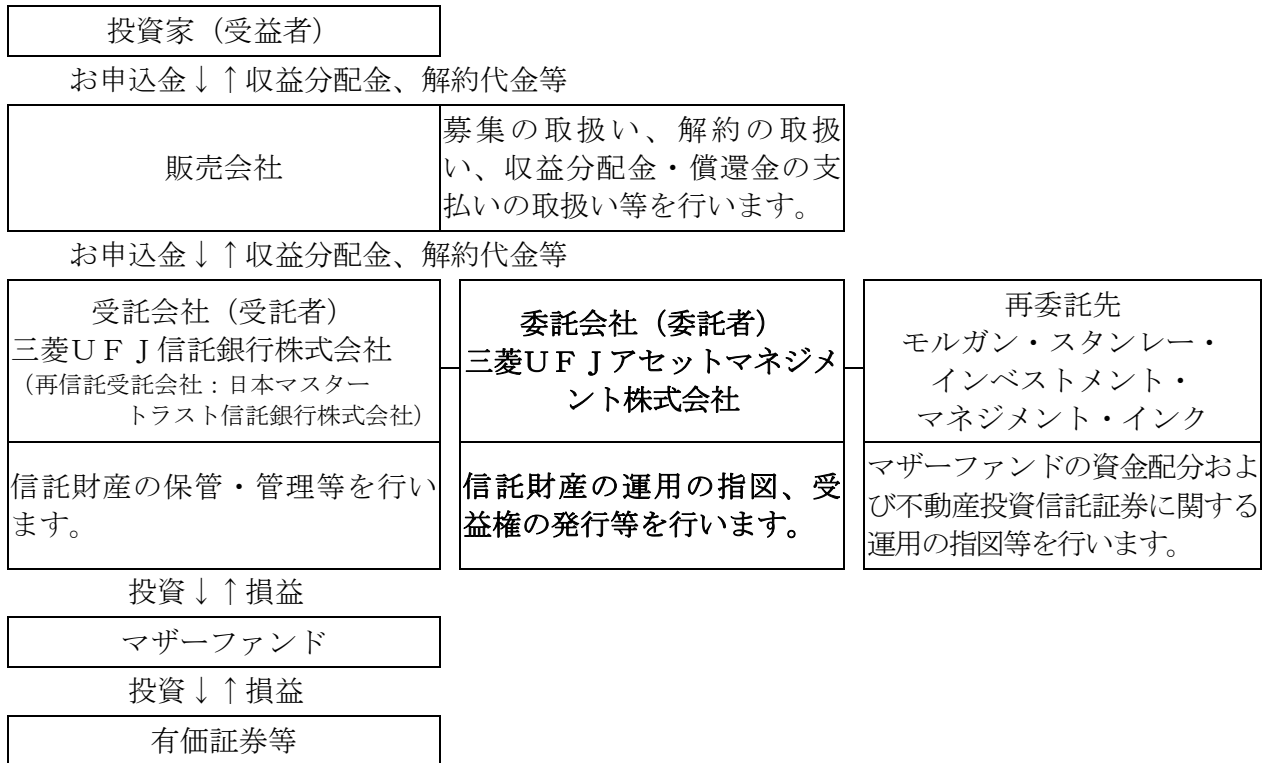 投資家（受益者）
お申込金↓↑収益分配金、解約代金等
販売会社
募集の取扱い、解約の取扱
い、収益分配金・償還金の支
払いの取扱い等を行います。
お申込金↓↑収益分配金、解約代金等
受託会社（受託者）
三菱ＵＦＪ信託銀行株式会社
（再信託受託会社：日本マスター
トラスト信託銀行株式会社）
委託会社（委託者）
三菱ＵＦＪアセットマネジメ
ント株式会社
再委託先
モルガン・スタンレー・
インベストメント・
マネジメント・インク
信託財産の保管・管理等を行い
ます。
信託財産の運用の指図、受
益権の発行等を行います。
マザーファンドの資金配分およ
び不動産投資信託証券に関する
運用の指図等を行います。
投資↓↑損益
マザーファンド
投資↓↑損益
有価証券等